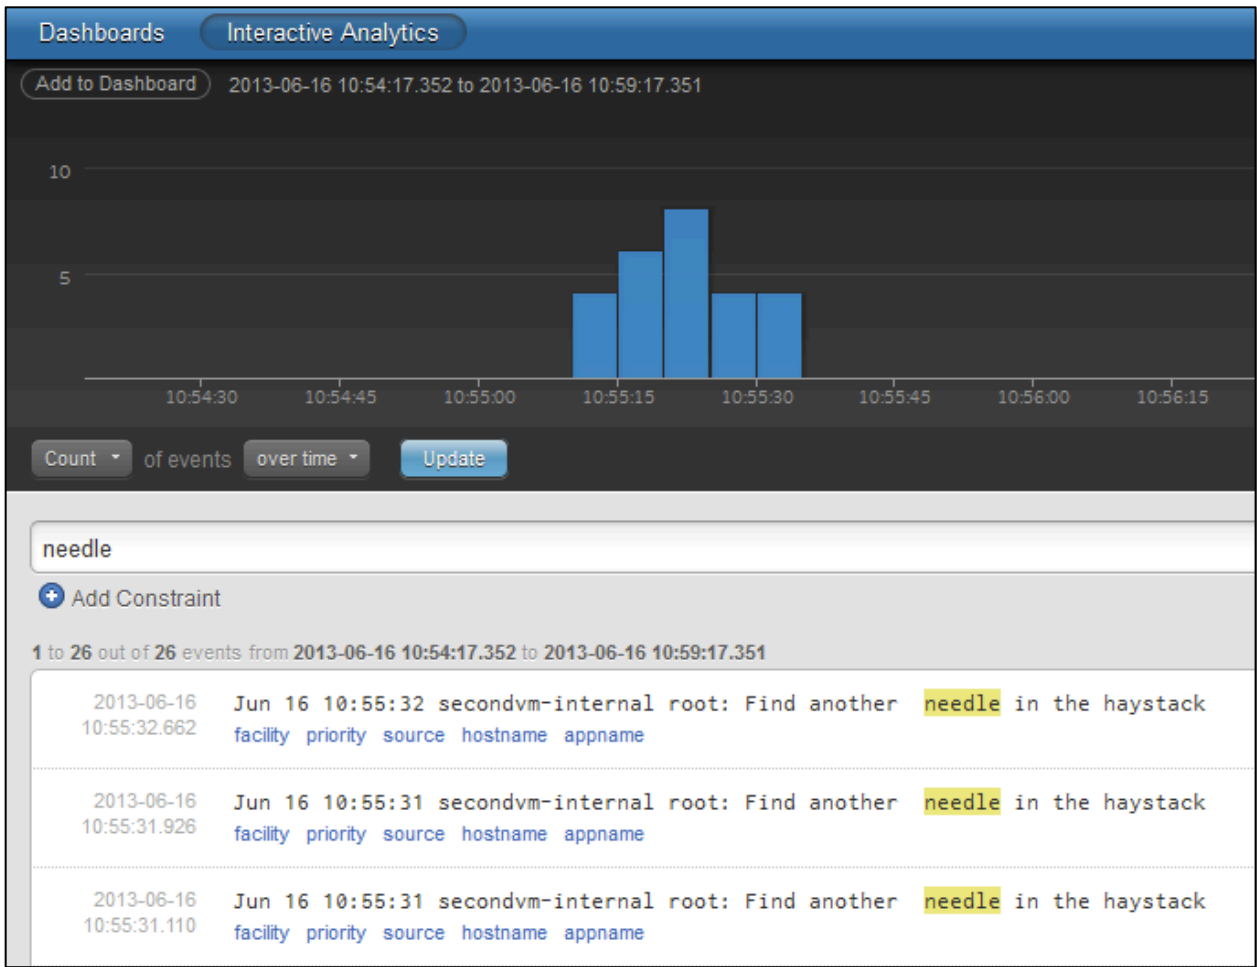 Dashboards Interactive Analytics
Add to Dashboard 2013-06-16 10:54:17.352 to 2013-06-16 10:59:17.351
10
5
10:54:30 10:54:45 10:55:00 10:55:15 10:55:30 10:55:45 10:56:00 10:56:15
Count of events over time Update
needle
Add Constraint
1 to 26 out of 26 events from 2013-06-16 10:54:17.352 to 2013-06-16 10:59:17.351
2013-06-16 Jun 16 10:55:32 secondvm-internal root: Find another needle in the haystack
10:55:32.662 facility priority source hostname appname
2013-06-16 Jun 16 10:55:31 secondvm-internal root: Find another needle in the haystack
10:55:31.926 facility priority source hostname appname
2013-06-16 Jun 16 10:55:31 secondvm-internal root: Find another needle in the haystack
10:55:31.110 facility priority source hostname appname